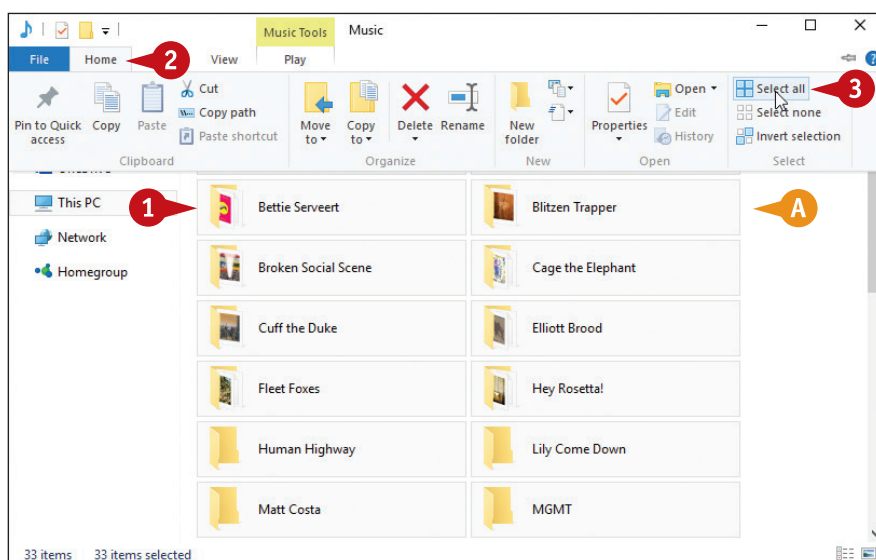 Music Tools Music
File Home 2 View Play
Pin to Quick access
Copy
Paste
Cut
Copy path
Paste shortcut
Move to
Copy to
Delete
Rename
New folder
Properties
Open
Edit
History
Select all 3
Select none
Invert selection
Clipboard Organize New Open Select
This PC
Network
Homegroup
1 Bettie Serveert Blitzen Trapper A
Broken Social Scene Cage the Elephant
Cuff the Duke Elliott Brood
Fleet Foxes Hey Rosetta!
Human Highway Lily Come Down
Matt Costa MGMT
33 items 33 items selected